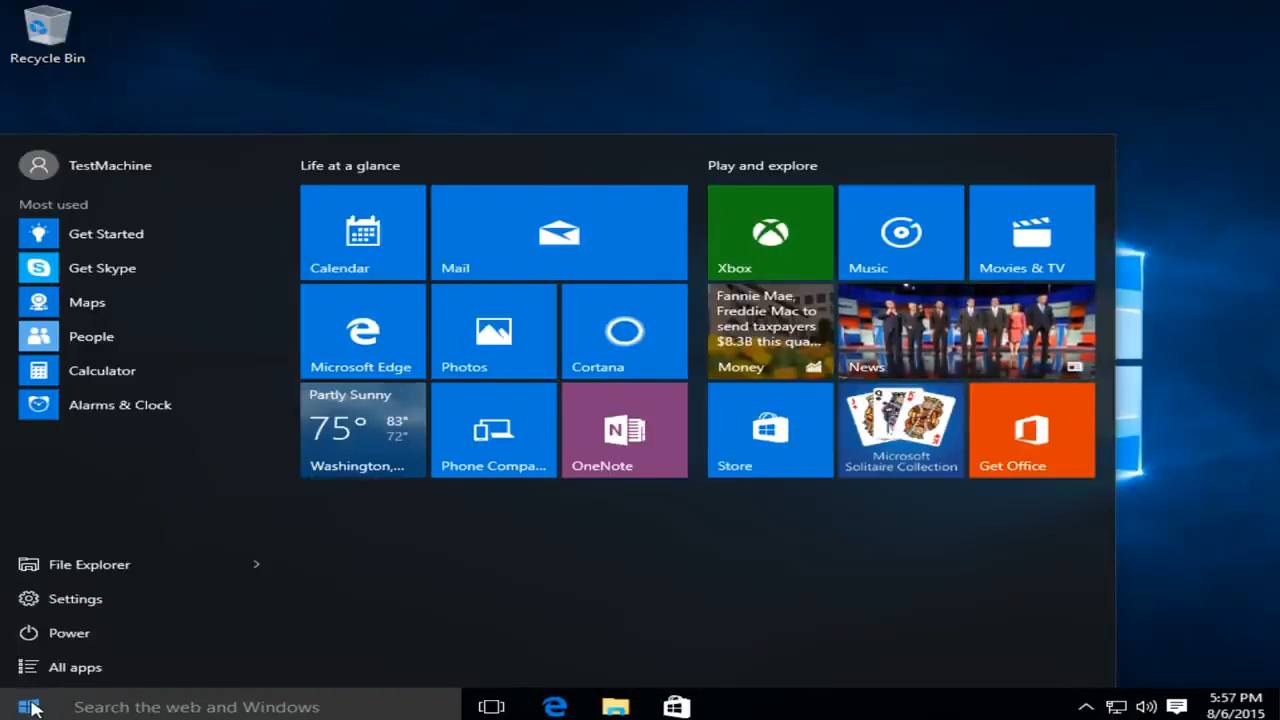 Recycle Bin
TestMachine
Most used
Get Started
Get Skype
Maps
People
Calculator
Alarms & Clock
File Explorer
Settings
Power
All apps
Life at a glance
Calendar
Mail
Microsoft Edge
Photos
Cortana
Partly Sunny
75°
83°
72°
Washington,...
Phone Compa...
OneNote
Play and explore
Xbox
Music
Movies & TV
Fannie Mae,
Freddie Mac to
send taxpayers
$8.3B this qua...
Money
News
Store
Microsoft
Solitaire Collection
Get Office
Search the web and Windows
5:57 PM
8/6/2015